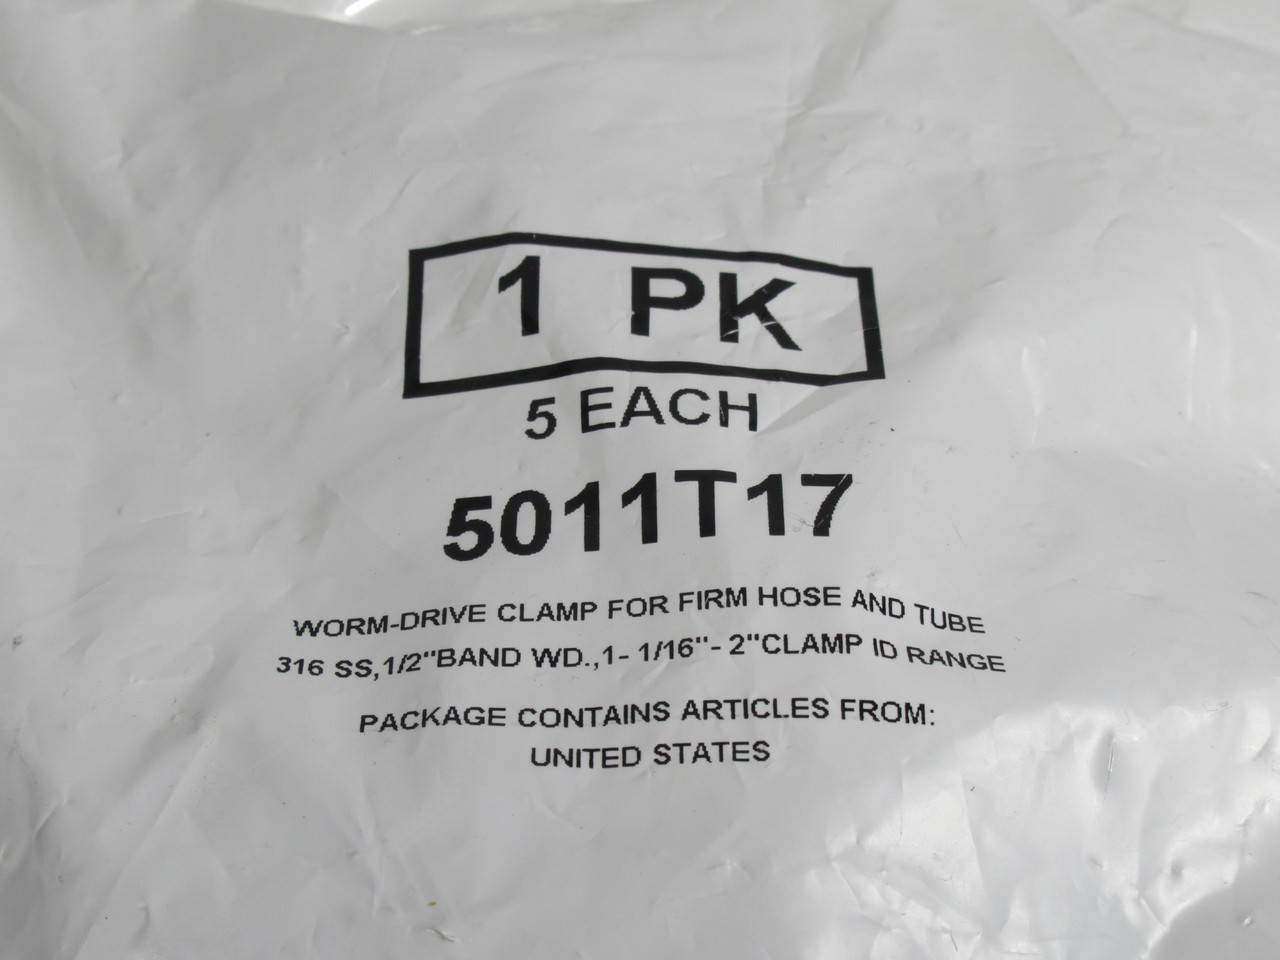 1 PK
5 EACH
5011T17
WORM-DRIVE CLAMP FOR FIRM HOSE AND TUBE
316 SS,1/2"BAND WD.,1- 1/16"- 2"CLAMP ID RANGE
PACKAGE CONTAINS ARTICLES FROM:
UNITED STATES